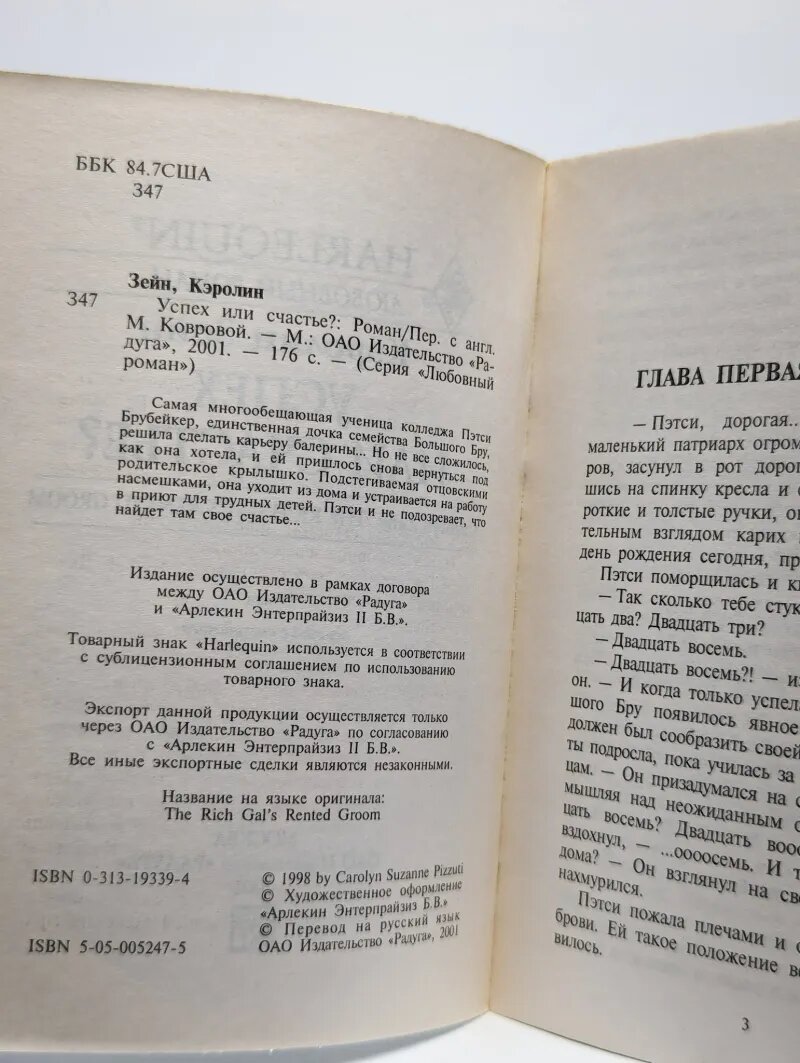 ББК 84.7США
З47
Зейн, Кэролин
З47
Успех или счастье?: Роман/Пер. с англ.
М. Ковровой. — М.: ОАО Издательство «Ра-
дуга», 2001. — 176 с. — (Серия «Любовный
роман»)
Самая многообещающая ученица колледжа Пэтси
Брубейкер, единственная дочка семейства Большого Бру,
решила сделать карьеру балерины... Но не все сложилось,
как она хотела, и ей пришлось снова вернуться под
родительское крылышко. Подстегиваемая отцовскими
насмешками, она уходит из дома и устраивается на работу
в приют для трудных детей. Пэтси и не подозревает, что
найдет там свое счастье...
Издание осуществлено в рамках договора
между ОАО Издательство «Радуга»
и «Арлекин Энтерпрайзиз II Б.В.».
Товарный знак «Harlequin» используется в соответствии
с сублицензионным соглашением по использованию
товарного знака.
Экспорт данной продукции осуществляется только
через ОАО Издательство «Радуга» по согласованию
с «Арлекин Энтерпрайзиз II Б.В.».
Все иные экспортные сделки являются незаконными.
Название на языке оригинала:
The Rich Gal's Rented Groom
ISBN 0-313-19339-4
© 1998 by Carolyn Suzanne Pizzuti
© Художественное оформление
«Арлекин Энтерпрайзиз Б.В.»
© Перевод на русский язык
ISBN 5-05-005247-5
ОАО Издательство «Радуга», 2001
ГЛАВА ПЕРВАЯ
— Пэтси, дорогая...
маленький патриарх огром
ров, засунул в рот дорог
шись на спинку кресла и с
роткие и толстые ручки, о
тельным взглядом карих
день рождения сегодня, пр
Пэтси поморщилась и к
— Так сколько тебе стук
цать два? Двадцать три?
— Двадцать восемь.
— Двадцать восемь?! — из
он. — И когда только успел
шого Бру появилось явное
должен был сообразить своей
ты подросла, пока училась за
цам. — Он призадумался на с
мышляя над неожиданным о
цать восемь? Двадцать воос
вздохнул, — ...оооосемь. И т
дома? — Он взглянул на св
нахмурился.
Пэтси пожала плечами и с
брови. Ей такое положение в
вилось.
3